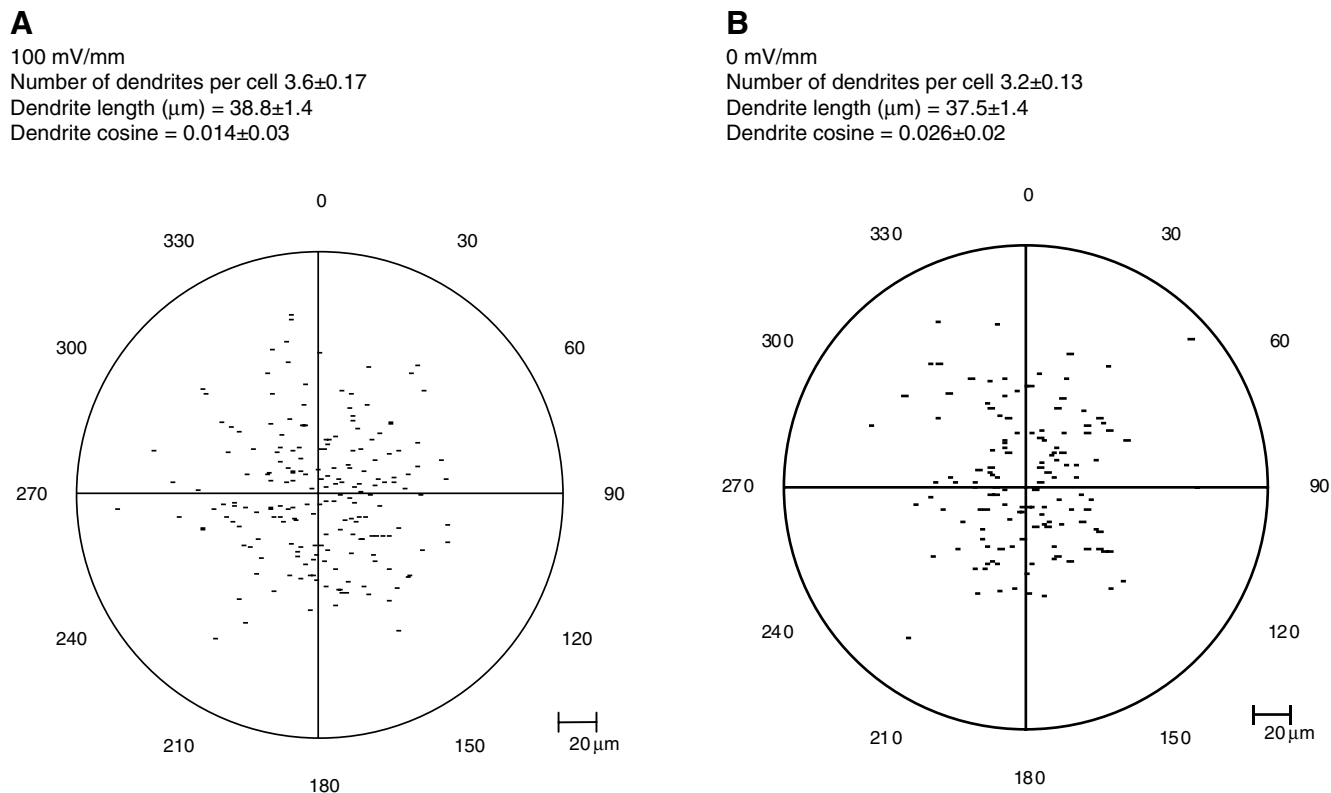 A
100 mV/mm
Number of dendrites per cell 3.6±0.17
Dendrite length (μm) = 38.8±1.4
Dendrite cosine = 0.014±0.03
0
330
30
300
60
270
90
240
120
210
150
180
20 μm
B
0 mV/mm
Number of dendrites per cell 3.2±0.13
Dendrite length (μm) = 37.5±1.4
Dendrite cosine = 0.026±0.02
0
330
30
300
60
270
90
240
120
210
150
180
20 μm